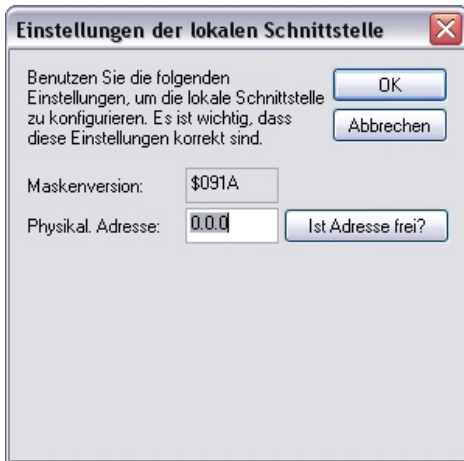 Einstellungen der lokalen Schnittstelle
Benutzen Sie die folgenden
Einstellungen, um die lokale Schnittstelle
zu konfigurieren. Es ist wichtig, dass
diese Einstellungen korrekt sind.
OK
Abbrechen
Maskenversion: $091A
Physikal. Adresse: 0.0.0 Ist Adresse frei?